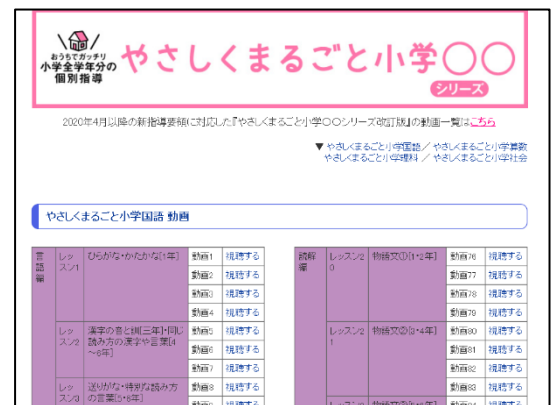 おうちでガッチリ
小学全学年分の
個別指導
やさしくまるごと小学〇〇
シリーズ
2020年4月以降の新指導要領に対応した『やさしくまるごと小学〇〇シリーズ改訂版』の動画一覧はこちら
▼ やさしくまるごと小学国語／ やさしくまるごと小学算数
やさしくまるごと小学理科 ／ やさしくまるごと小学社会
やさしくまるごと小学国語 動画
言語編 レッスン1 ひらがな・かたかな[1年] 動画1 視聴する
動画2 視聴する
動画3 視聴する
動画4 視聴する
レッスン2 漢字の音と訓[三年]・同じ読み方の漢字や言葉[4～6年] 動画5 視聴する
動画6 視聴する
動画7 視聴する
レッスン3 送りがな・特別な読み方の言葉[5・6年] 動画8 視聴する
動画9 視聴する
読解編 レッスン20 物語文①[1・2年] 動画76 視聴する
動画77 視聴する
動画78 視聴する
動画79 視聴する
レッスン21 物語文②[3・4年] 動画80 視聴する
動画81 視聴する
動画82 視聴する
動画83 視聴する